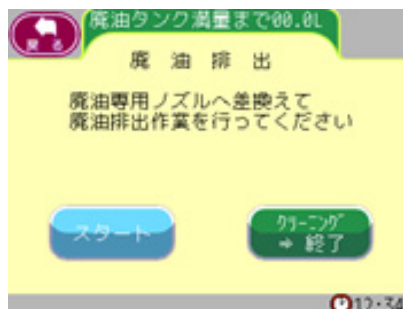 廃油タンク満量まで00.0L
戻る
廃油排出
廃油専用ノズルへ差換えて
廃油排出作業を行ってください
スタート
クリーニング
➡ 終了
12:34